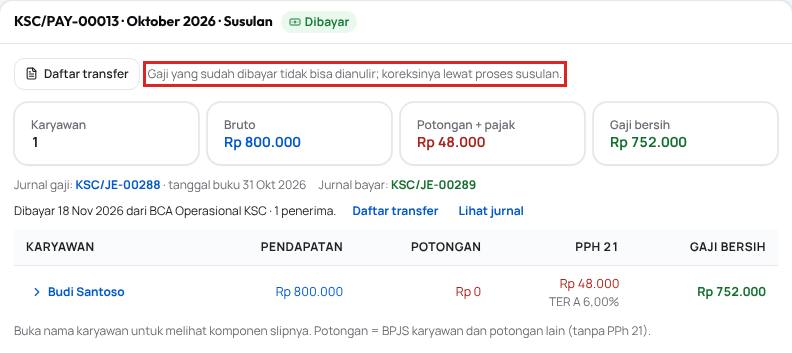 KSC/PAY-00013 · Oktober 2026 · Susulan Dibayar
Daftar transfer Gaji yang sudah dibayar tidak bisa dianulir; koreksinya lewat proses susulan.
Karyawan Bruto Potongan + pajak Gaji bersih
1 Rp 800.000 Rp 48.000 Rp 752.000
Jurnal gaji: KSC/JE-00288 · tanggal buku 31 Okt 2026 Jurnal bayar: KSC/JE-00289
Dibayar 18 Nov 2026 dari BCA Operasional KSC · 1 penerima. Daftar transfer Lihat jurnal
KARYAWAN PENDAPATAN POTONGAN PPH 21 GAJI BERSIH
Budi Santoso Rp 800.000 Rp 0 Rp 48.000 Rp 752.000
TER A 6,00%
Buka nama karyawan untuk melihat komponen slipnya. Potongan = BPJS karyawan dan potongan lain (tanpa PPh 21).